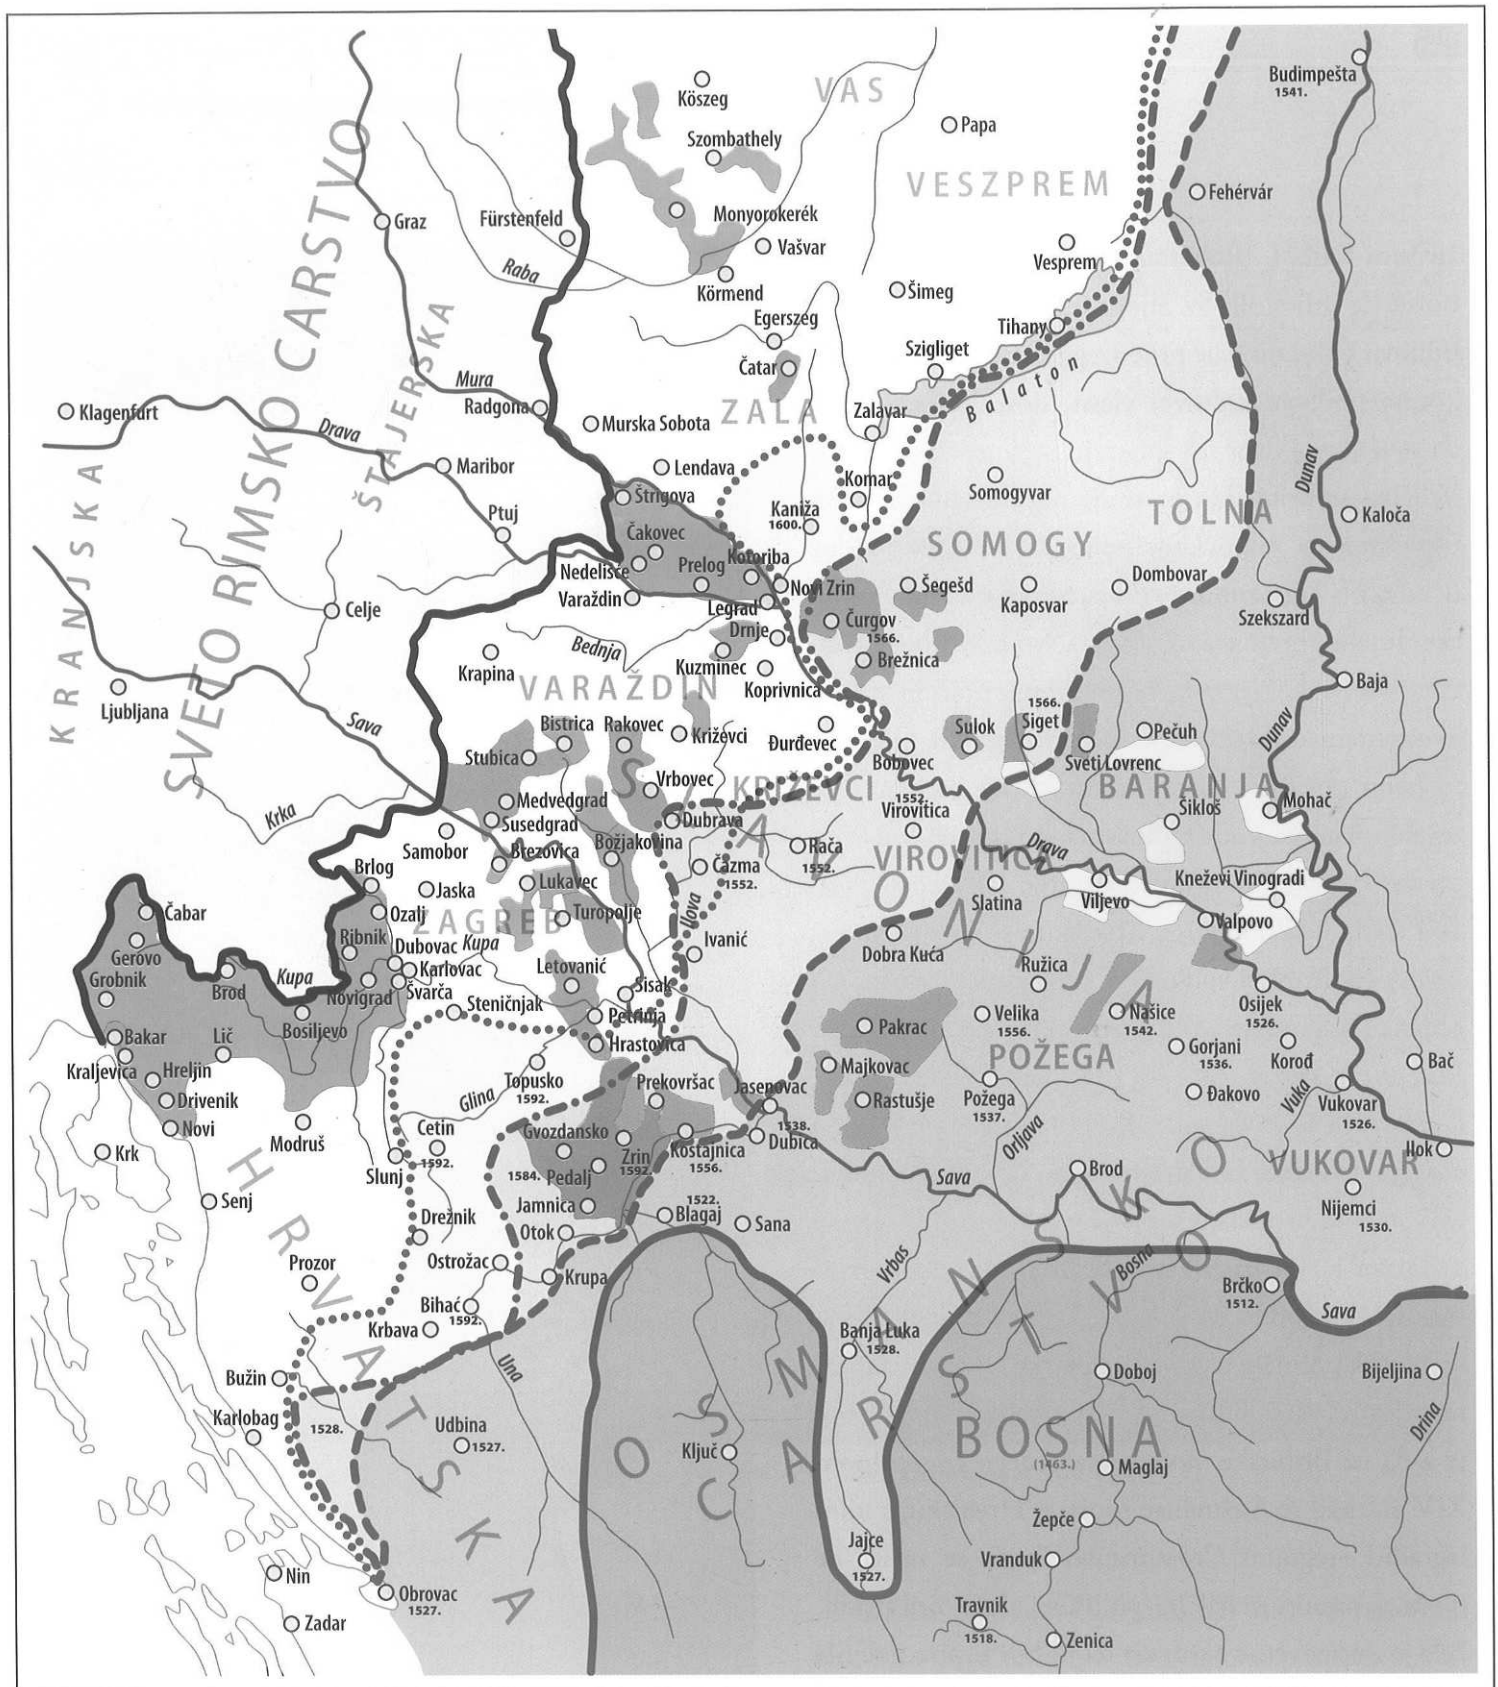 Budimpešta
1541.
Köszeg
VAS
Papa
Szombathely
VESZPREM
Fehérvár
Graz
Fürstenfeld
Monyorokerék
Vašvar
Raba
Vesprem
Körmend
Šimeg
Egerszeg
Tihany
Szigliget
Čatar
Balaton
Mura
Radgona
ZALA
Zalavar
Klagenfurt
Drava
Murska Sobota
SVETO RIMSKO CARSTVO
ŠTAJERSKA
KRANJSKA
Maribor
Lendava
Komar
Somogyvar
Dunav
Štrigova
Kaniža
1600.
TOLNA
Kaloča
Ptuj
Čakovec
SOMOGY
Nedelišće
Prelog
Kotoriba
Novi Zrin
Šegešd
Kaposvar
Dombovar
Varaždin
Legrad
Celje
Čurgov
1566.
Szekszard
Drnje
Bednja
Krapina
Kuzminec
Koprivnica
Brežnica
Ljubljana
VARAŽDIN
Baja
Sava
Bistrica
Rakovec
Križevci
Đurđevec
Sulok
1566.
Siget
Pečuh
Dunav
Stubica
Bobovec
Sveti Lovrenc
Vrbovec
KRIŽEVCI
1552.
Virovitica
BARANJA
Medvedgrad
Susedgrad
Dubrava
Šikloš
Mohač
Krka
Samobor
Brezovica
Božjakovina
Rača
1552.
VIROVITICA
Drava
Brlog
Jaska
Lukavec
Čazma
1552.
Slatina
Viljevo
Kneževi Vinogradi
Čabar
Ozalj
ZAGREB
Turopolje
Ilova
SLAVONIJA
Valpovo
Gerovo
Ribnik
Dubovac
Kupa
Ivanić
Dobra Kuća
Grobnik
Kupa
Karlovac
Letovanić
Ružica
Brod
Novigrad
Švarča
Sisak
Osijek
1526.
Bosiljevo
Steničnjak
Petrinja
Pakrac
Velika
1556.
Našice
1542.
Bakar
Lič
Hrastovica
POŽEGA
Gorjani
1536.
Korođ
Kraljevica
Hreljin
Topusko
1592.
Prekovršac
Jasenovac
1538.
Majkovac
Bač
Drivenik
Glina
Rastušje
Požega
1537.
Đakovo
Vuka
Vukovar
1526.
Novi
Modruš
Cetin
1592.
Gvozdansko
Zrin
1592.
Kostajnica
1556.
Dubica
Orljava
Krk
Slunj
1584.
Pedalj
VUKOVAR
Ilok
Sava
Brod
Nijemci
1530.
Senj
Jamnica
1522.
Blagaj
Sana
Drežnik
Otok
Prozor
Ostrožac
Krupa
Vrbas
Bosna
Brčko
1512.
Sava
Bihać
1592.
Krbava
HRVATSKA
Banja Luka
1528.
Una
Bužin
Doboj
Bijeljina
Karlobag
1528.
Udbina
1527.
OSMANSKO
CARSTVO
Ključ
BOSNA
(1463.)
Maglaj
Drina
Žepče
Jajce
1527.
Vranduk
Nin
Obrovac
1527.
Travnik
1518.
Zadar
Zenica